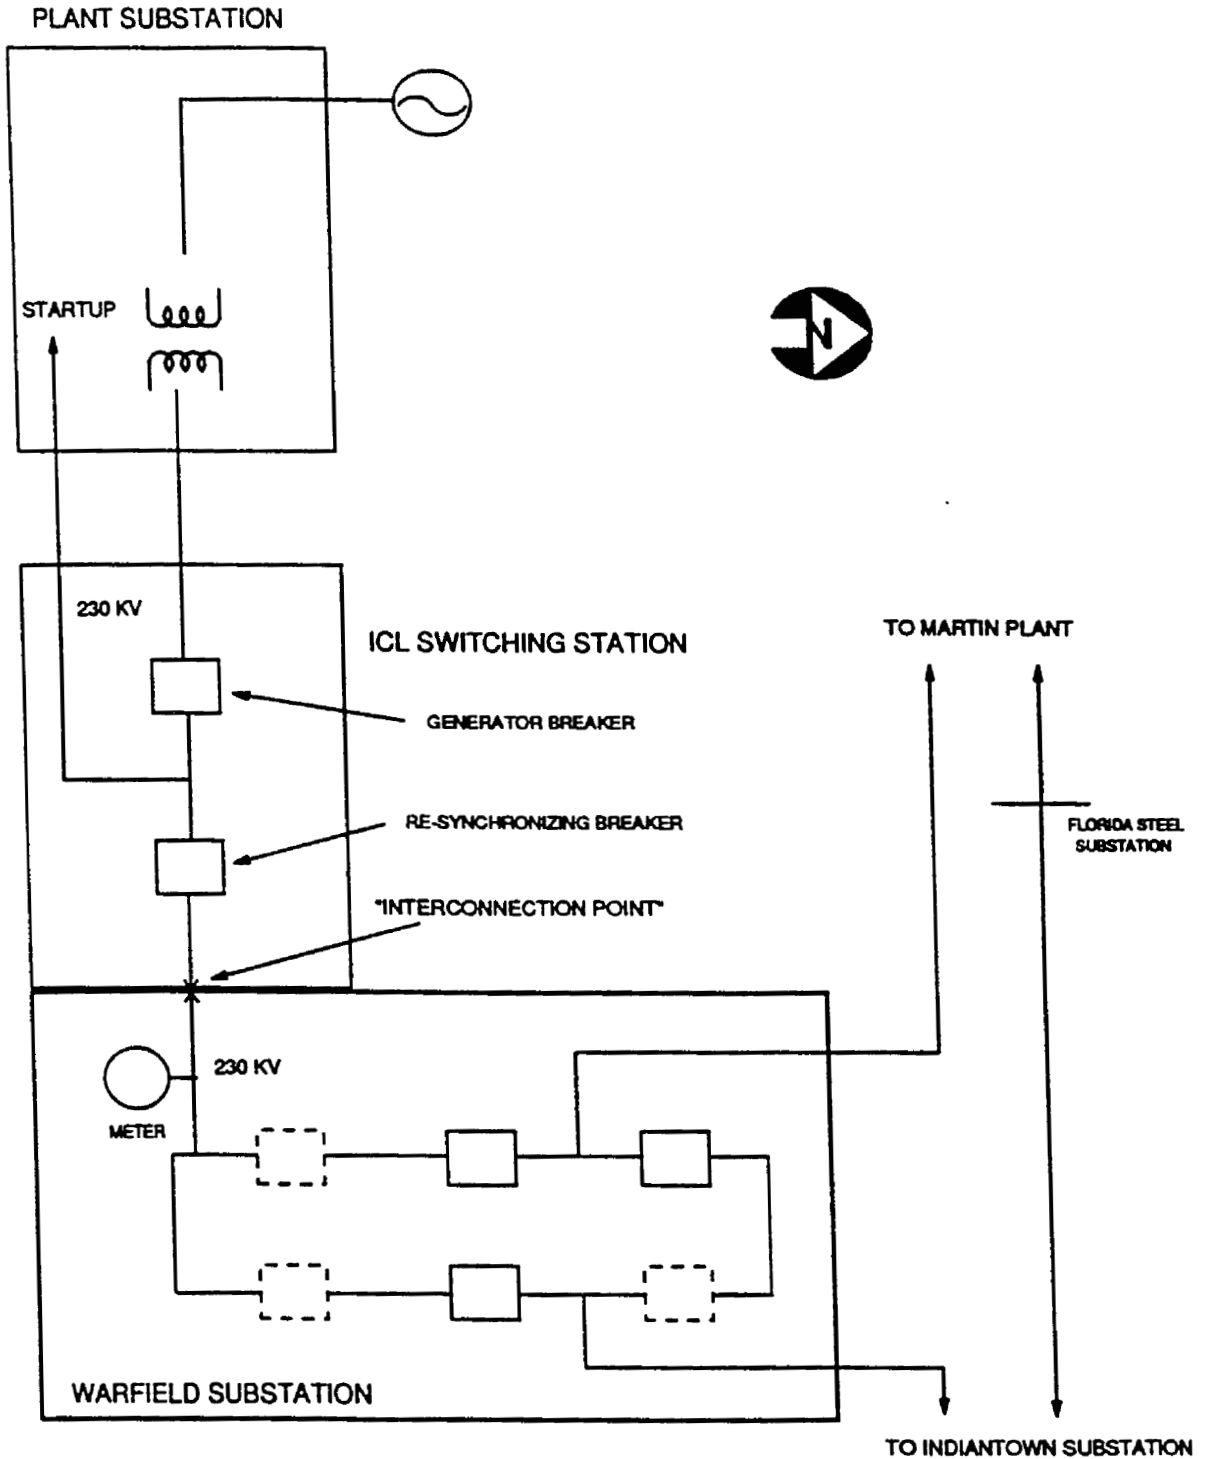 PLANT SUBSTATION
STARTUP
N
230 KV
ICL SWITCHING STATION
GENERATOR BREAKER
RE-SYNCHRONIZING BREAKER
"INTERCONNECTION POINT"
TO MARTIN PLANT
FLORIDA STEEL
SUBSTATION
230 KV
METER
WARFIELD SUBSTATION
TO INDIANTOWN SUBSTATION